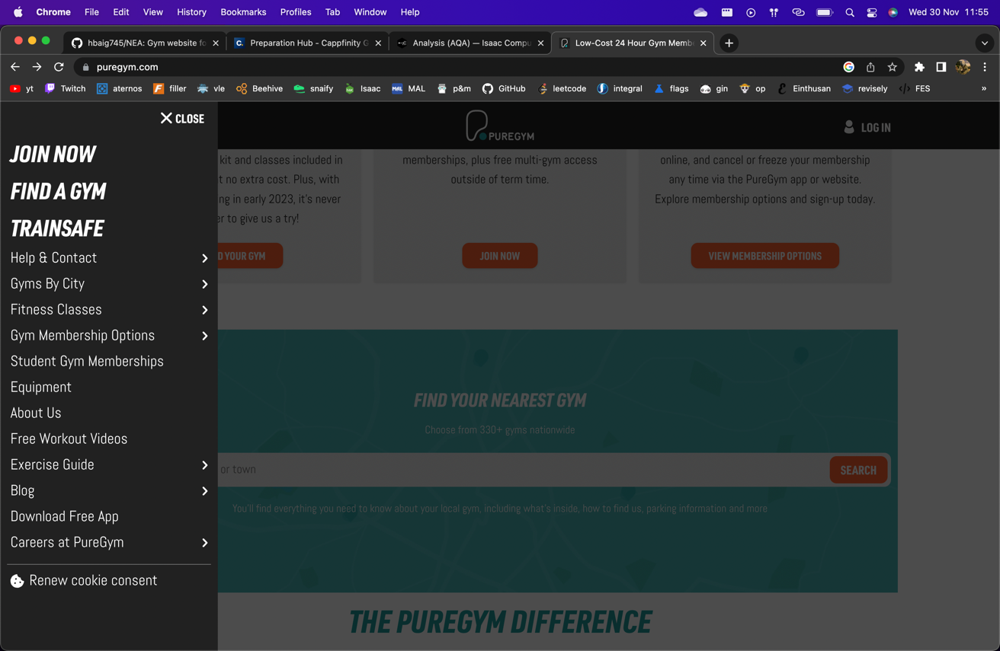 Chrome File Edit View History Bookmarks Profiles Tab Window Help Wed 30 Nov 11:55
hbaig745/NEA: Gym website fo Preparation Hub - Cappfinity G Analysis (AQA) — Isaac Compu Low-Cost 24 Hour Gym Membe
puregym.com
yt Twitch aternos filler vle Beehive snaify Isaac MAL p&m GitHub leetcode integral flags gin op Einthusan revisely FES »
CLOSE
JOIN NOW
FIND A GYM
TRAINSAFE
Help & Contact
Gyms By City
Fitness Classes
Gym Membership Options
Student Gym Memberships
Equipment
About Us
Free Workout Videos
Exercise Guide
Blog
Download Free App
Careers at PureGym
Renew cookie consent
PUREGYM
LOG IN
kit and classes included in
t no extra cost. Plus, with
ng in early 2023, it's never
er to give us a try!
D YOUR GYM
memberships, plus free multi-gym access
outside of term time.
JOIN NOW
online, and cancel or freeze your membership
any time via the PureGym app or website.
Explore membership options and sign-up today.
VIEW MEMBERSHIP OPTIONS
FIND YOUR NEAREST GYM
Choose from 330+ gyms nationwide
or town
SEARCH
You'll find everything you need to know about your local gym, including what's inside, how to find us, parking information and more
THE PUREGYM DIFFERENCE